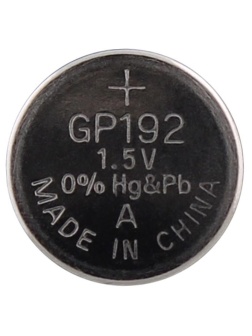 +
GP192
1.5V
0% Hg&Pb
A
MADE IN CHINA